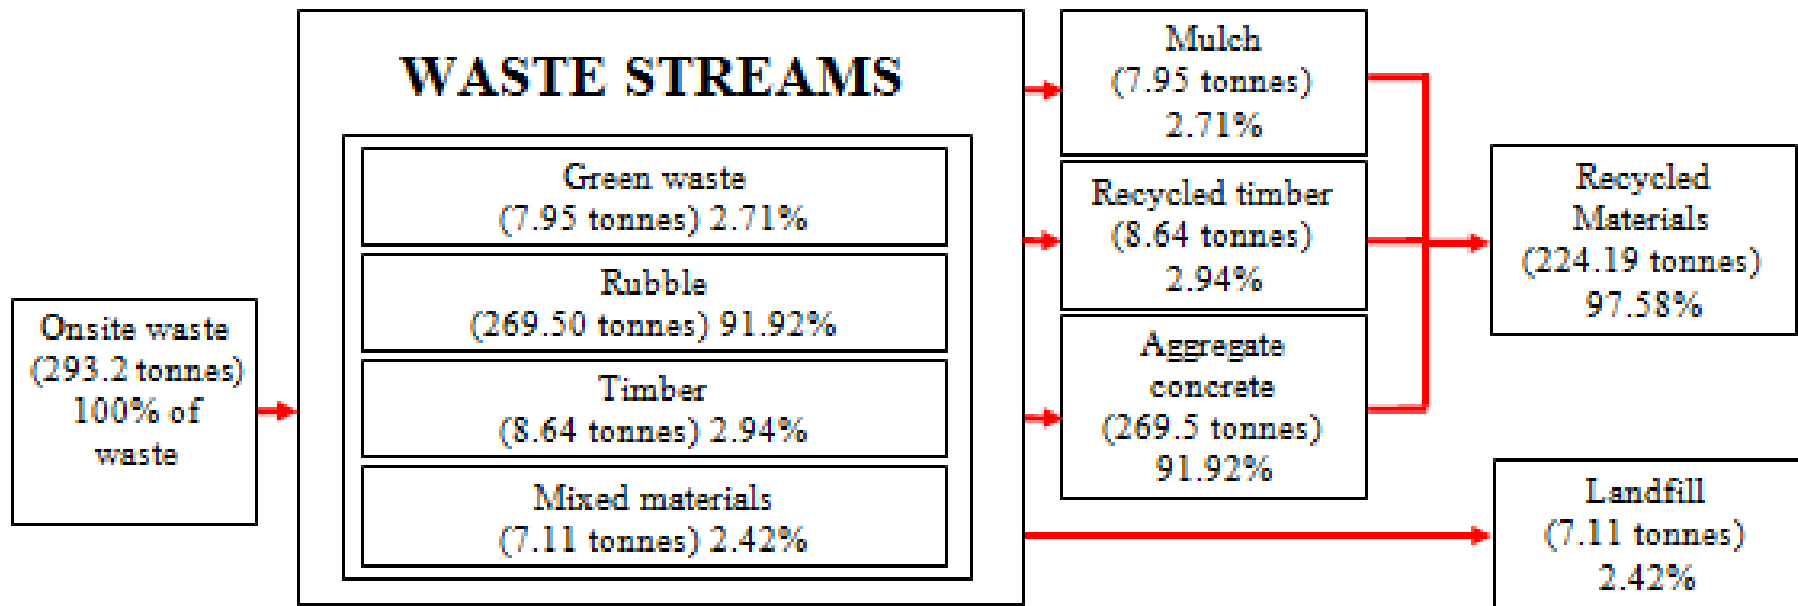 Onsite waste
(293.2 tonnes)
100% of
waste
WASTE STREAMS
Green waste
(7.95 tonnes) 2.71%
Rubble
(269.50 tonnes) 91.92%
Timber
(8.64 tonnes) 2.94%
Mixed materials
(7.11 tonnes) 2.42%
Mulch
(7.95 tonnes)
2.71%
Recycled timber
(8.64 tonnes)
2.94%
Aggregate
concrete
(269.5 tonnes)
91.92%
Recycled
Materials
(224.19 tonnes)
97.58%
Landfill
(7.11 tonnes)
2.42%